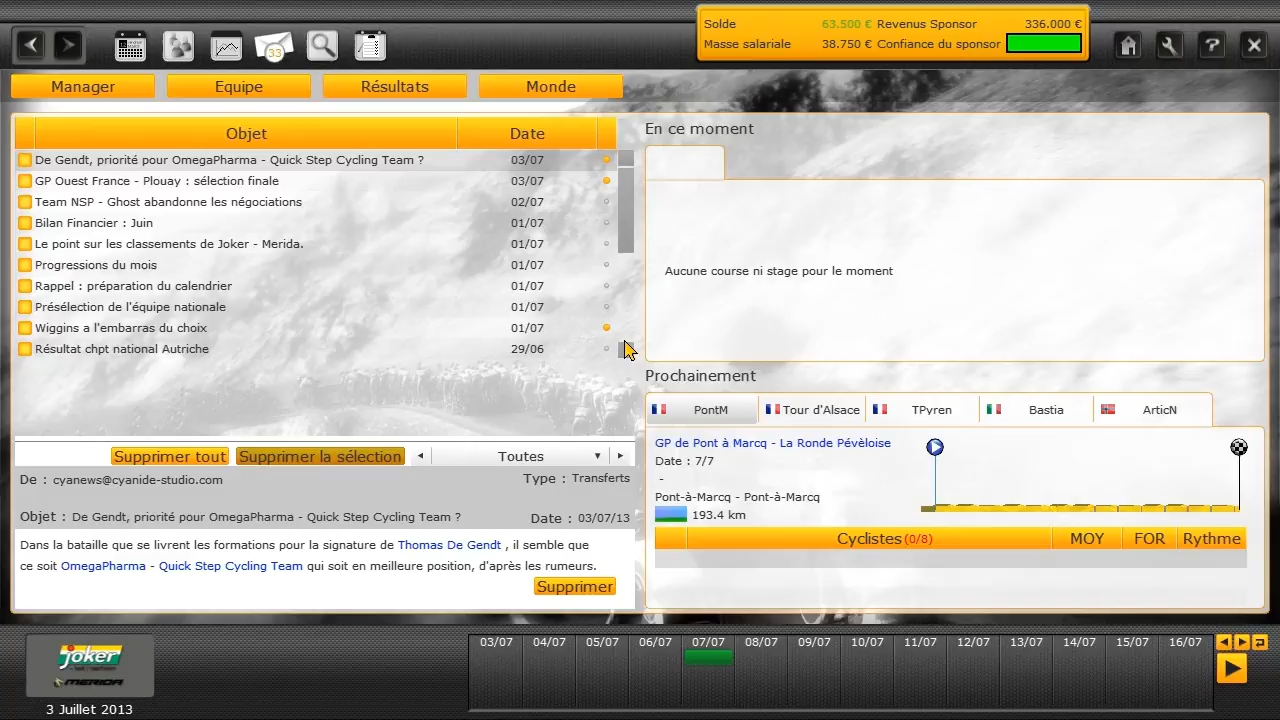 Solde 63.500 € Revenus Sponsor 336.000 €
Masse salariale 38.750 € Confiance du sponsor
33
Manager Equipe Résultats Monde
Objet Date
De Gendt, priorité pour OmegaPharma - Quick Step Cycling Team ? 03/07
GP Ouest France - Plouay : sélection finale 03/07
Team NSP - Ghost abandonne les négociations 02/07
Bilan Financier : Juin 01/07
Le point sur les classements de Joker - Merida. 01/07
Progressions du mois 01/07
Rappel : préparation du calendrier 01/07
Présélection de l'équipe nationale 01/07
Wiggins a l'embarras du choix 01/07
Résultat chpt national Autriche 29/06
Supprimer tout Supprimer la sélection Toutes
De : cyanews@cyanide-studio.com Type : Transferts
Objet : De Gendt, priorité pour OmegaPharma - Quick Step Cycling Team ? Date : 03/07/13
Dans la bataille que se livrent les formations pour la signature de Thomas De Gendt , il semble que
ce soit OmegaPharma - Quick Step Cycling Team qui soit en meilleure position, d'après les rumeurs.
Supprimer
En ce moment
Aucune course ni stage pour le moment
Prochainement
PontM Tour d'Alsace TPyren Bastia ArticN
GP de Pont à Marcq - La Ronde Pévèloise
Date : 7/7
-
Pont-à-Marcq - Pont-à-Marcq
193.4 km
Cyclistes (0/8) MOY FOR Rythme
03/07 04/07 05/07 06/07 07/07 08/07 09/07 10/07 11/07 12/07 13/07 14/07 15/07 16/07
joker
MERIDA
3 Juillet 2013